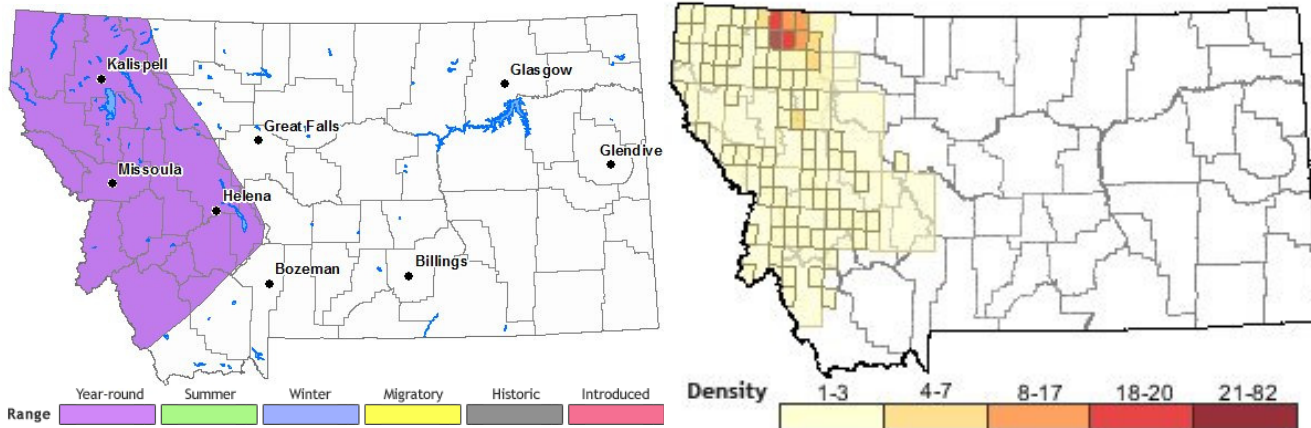 Kalispell
Glasgow
Great Falls
Glendive
Missoula
Helena
Bozeman
Billings
Year-round Summer Winter Migratory Historic Introduced
Range
Density 1-3 4-7 8-17 18-20 21-82